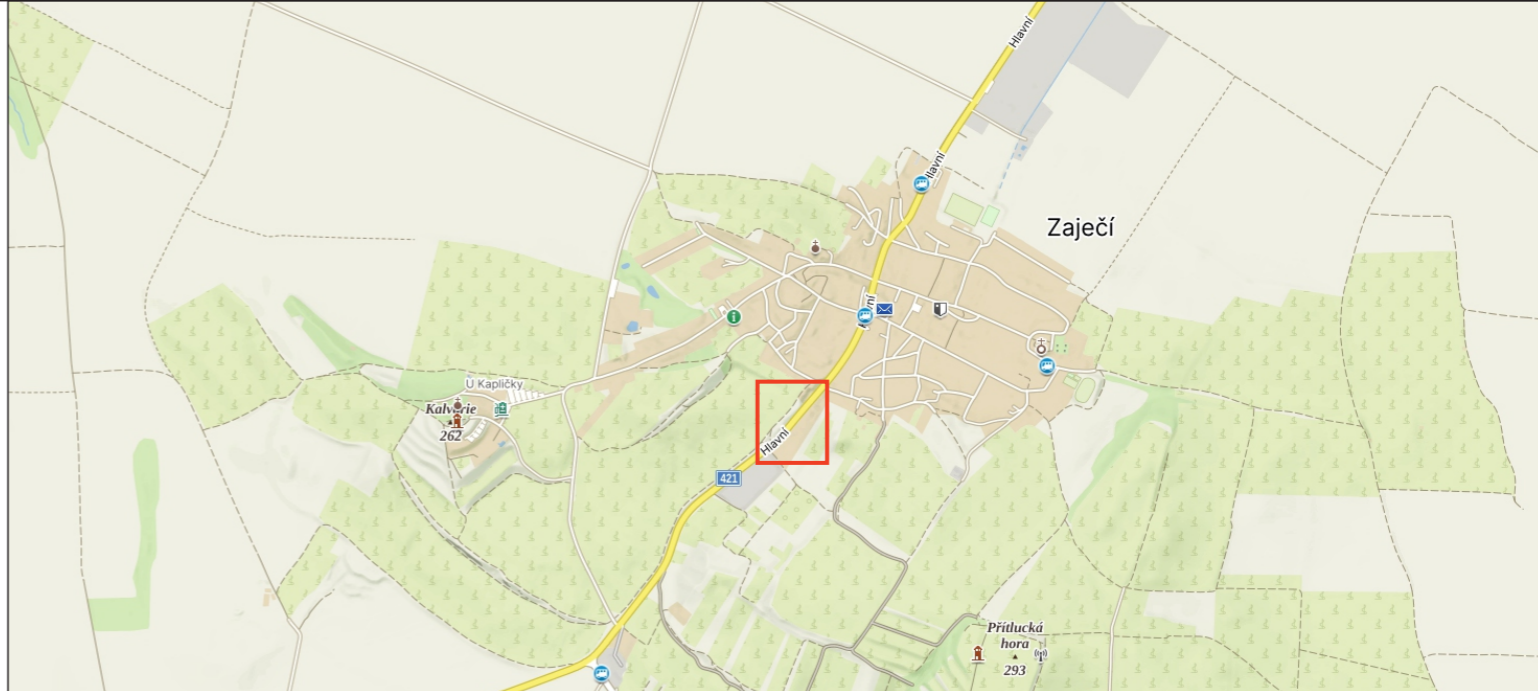 Hlavní
Hlavní
Zaječí
Hlavní
U Kapličky
Kalvárie
262
Hlavní
421
Přítlucká
hora
293